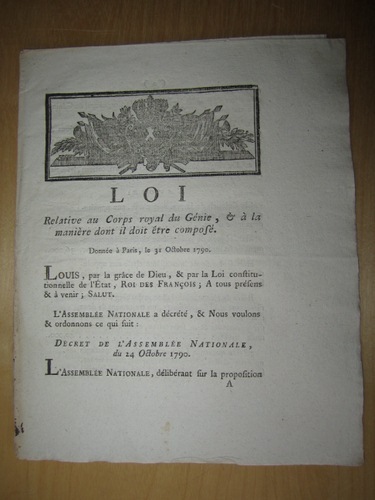 LOI
Relative au Corps royal du Génie, & à la
manière dont il doit être composé.
Donnée à Paris, le 31 Octobre 1790.
LOUIS, par la grâce de Dieu, & par la Loi constitu-
tionnelle de l'État, ROI DES FRANÇOIS; A tous présens
& à venir; SALUT.
L'ASSEMBLÉE NATIONALE a décrété, & Nous voulons
& ordonnons ce qui suit:
DÉCRET DE L'ASSEMBLÉE NATIONALE,
du 24 Octobre 1790.
L'ASSEMBLÉE NATIONALE, délibérant sur la proposition
A